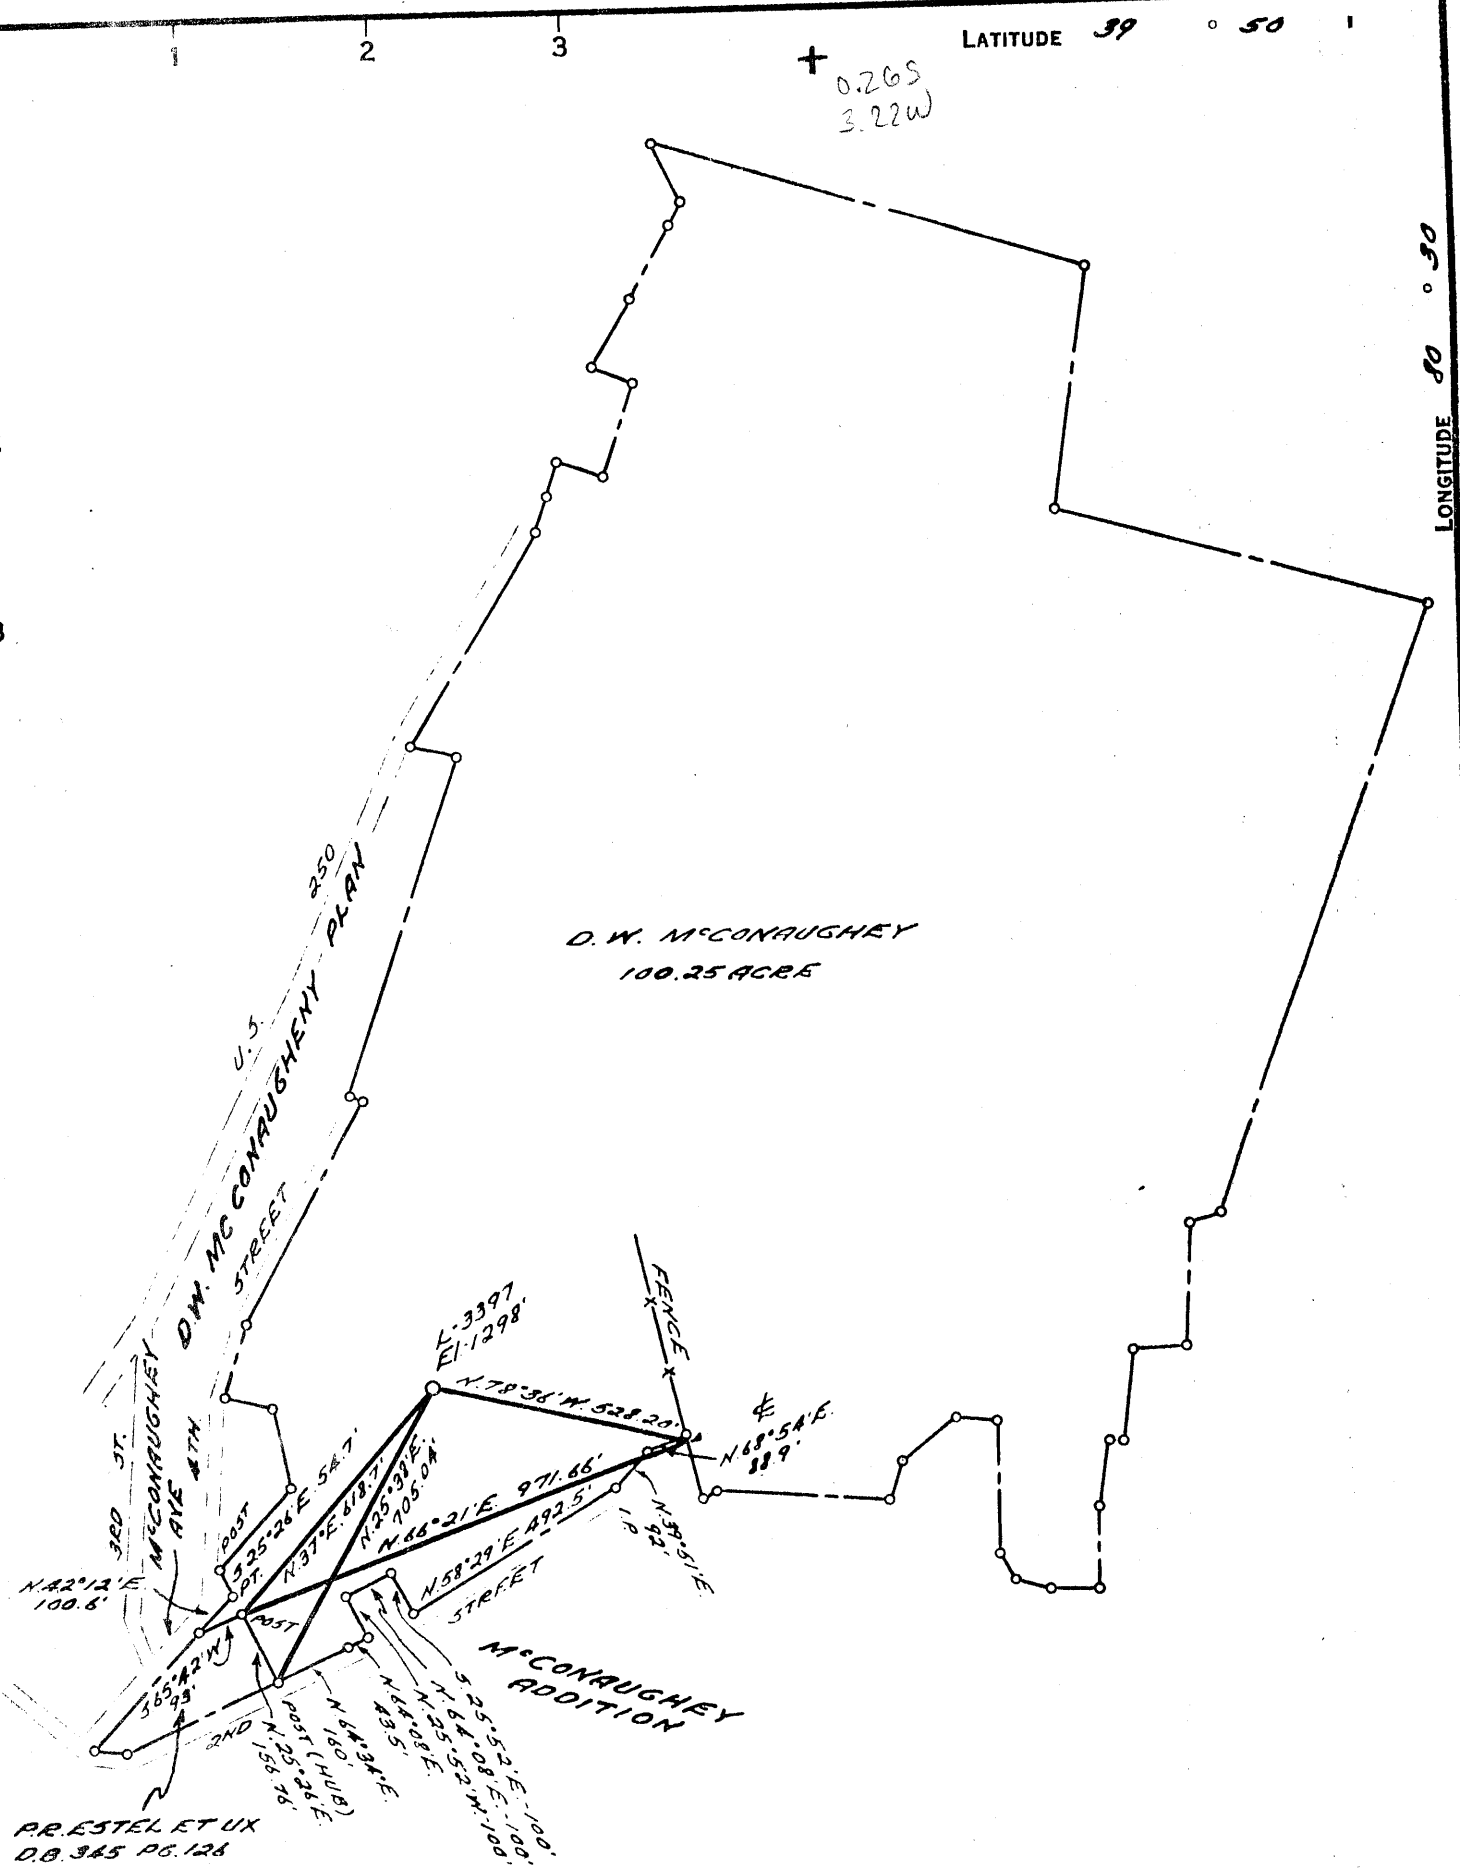 1 2 3
LATITUDE 39 ° 50 '
+
0.26S
3.22W
LONGITUDE 80 ° 30
U.S. 250
D.W. MC CONAUGHENY PLAN
D.W. McCONAUGHEY
100.25 ACRE
STREET
4TH
3RD ST.
McCONAUGHEY
AVE
L-3397
El-1298'
FENCE
X
X
N.78°36'W. 528.20'
N.68°54'E.
88.9'
POST
S.25°26'E 54.7'
PT.
N.37°E. 618.7'
N.25°38'E.
705.04'
N.66°21'E. 971.66'
N.58°29'E 492.5'
N.39°51'E.
92'
I.P.
N.42°12'E.
100.6'
POST
S65°42'W
93'
2ND
STREET
McCONAUGHEY
ADDITION
S.25°52'E.-100'
N.64°08'E.-100'
N.25°52'W.-100'
N.64°08'E.
43.5'
N.64°34'E.
160'
POST (HUB)
N.25°26'E.
156.76'
P.R. ESTEL ET UX
D.B. 345 PG. 126